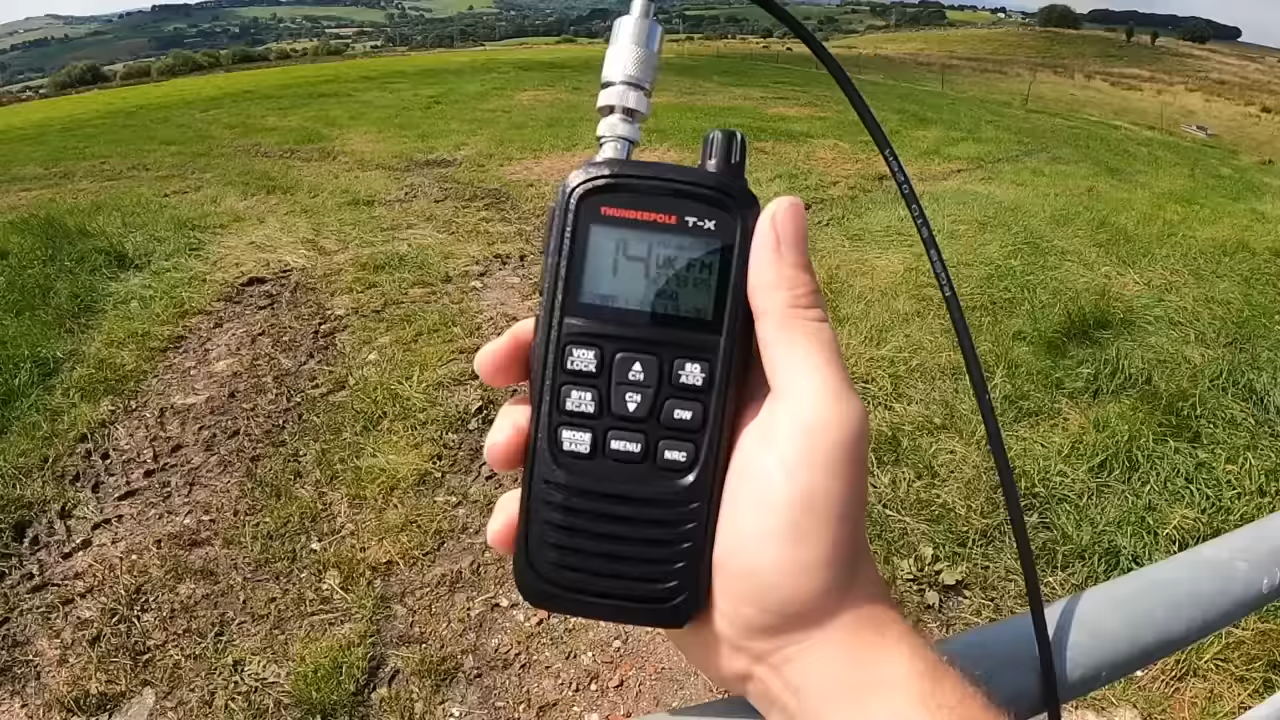 THUNDERPOLE T-X
14
UK FM
VOX
LOCK
▲
CH
SQ
ASQ
9/19
SCAN
CH
▼
DW
MODE
BAND
MENU
NRC